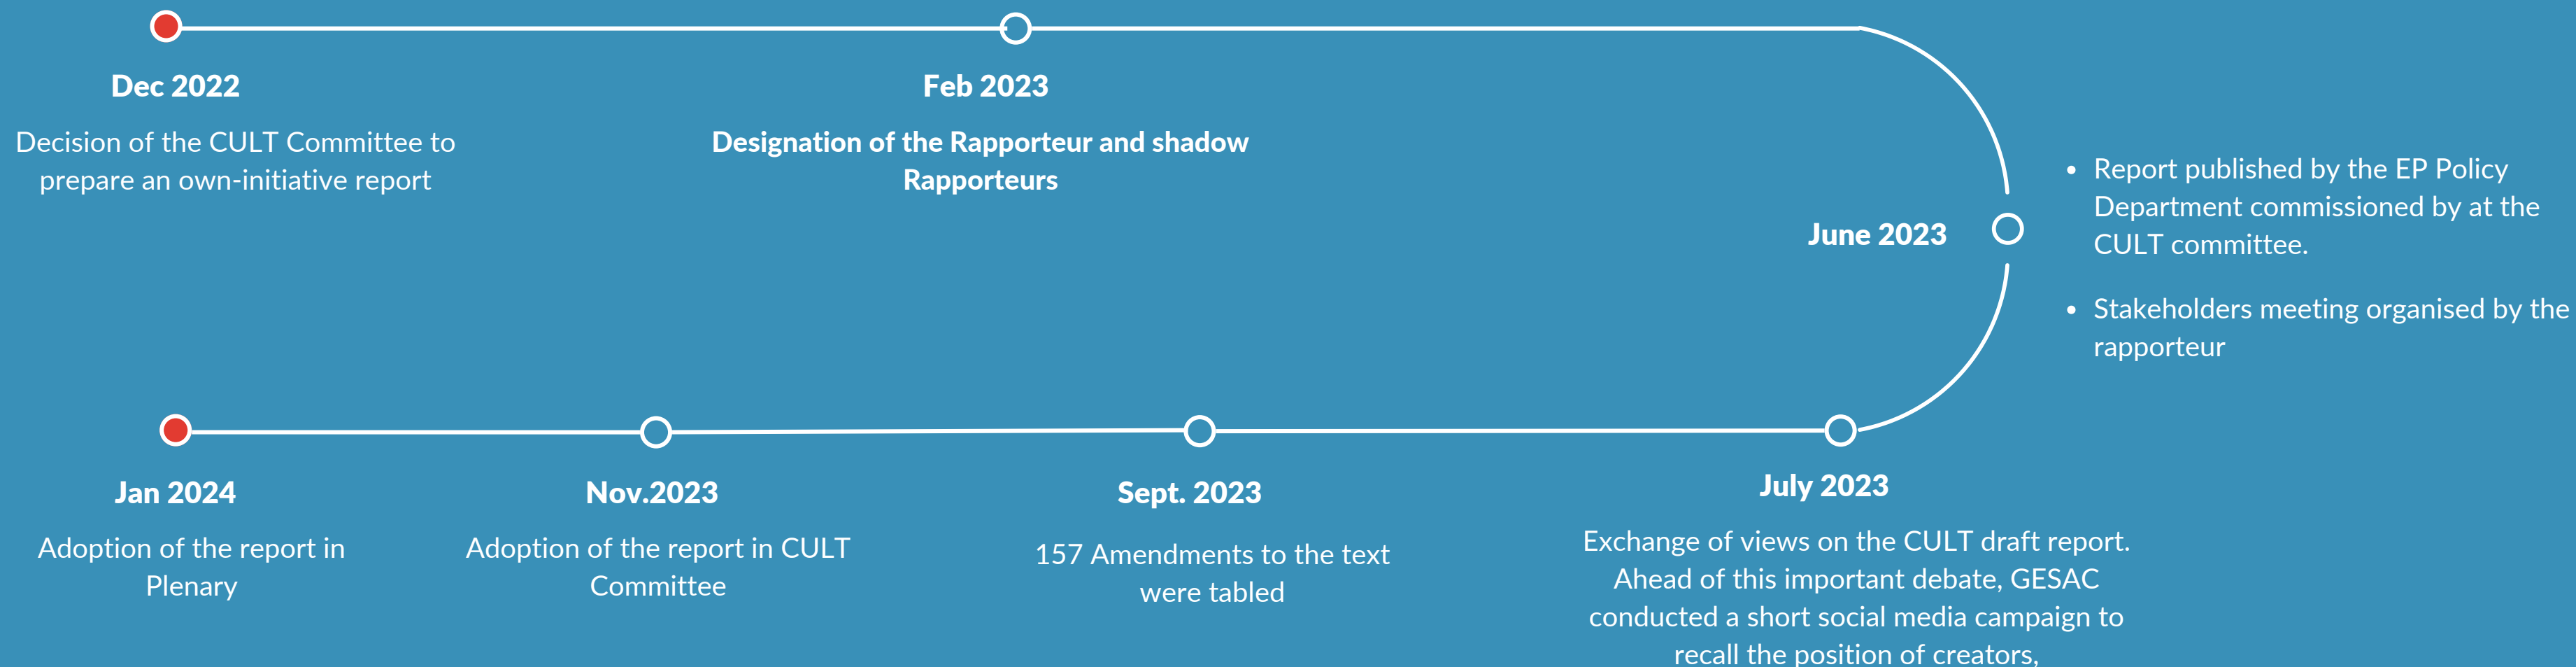 Dec 2022
Decision of the CULT Committee to
prepare an own-initiative report
Feb 2023
Designation of the Rapporteur and shadow
Rapporteurs
June 2023
• Report published by the EP Policy
Department commissioned by at the
CULT committee.
• Stakeholders meeting organised by the
rapporteur
July 2023
Exchange of views on the CULT draft report.
Ahead of this important debate, GESAC
conducted a short social media campaign to
recall the position of creators,
Sept. 2023
157 Amendments to the text
were tabled
Nov.2023
Adoption of the report in CULT
Committee
Jan 2024
Adoption of the report in
Plenary